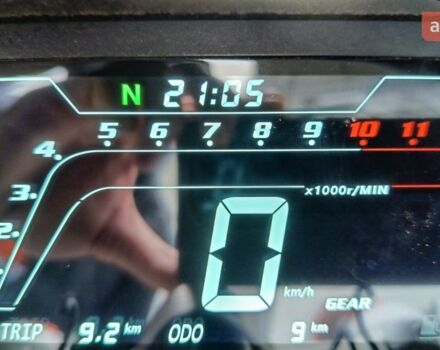 N 21:05
5 6 7 8 9 10 11
4.
3.
2.
x1000r/MIN
0
km/h
GEAR
TRIP 9.2 km ODO 9 km